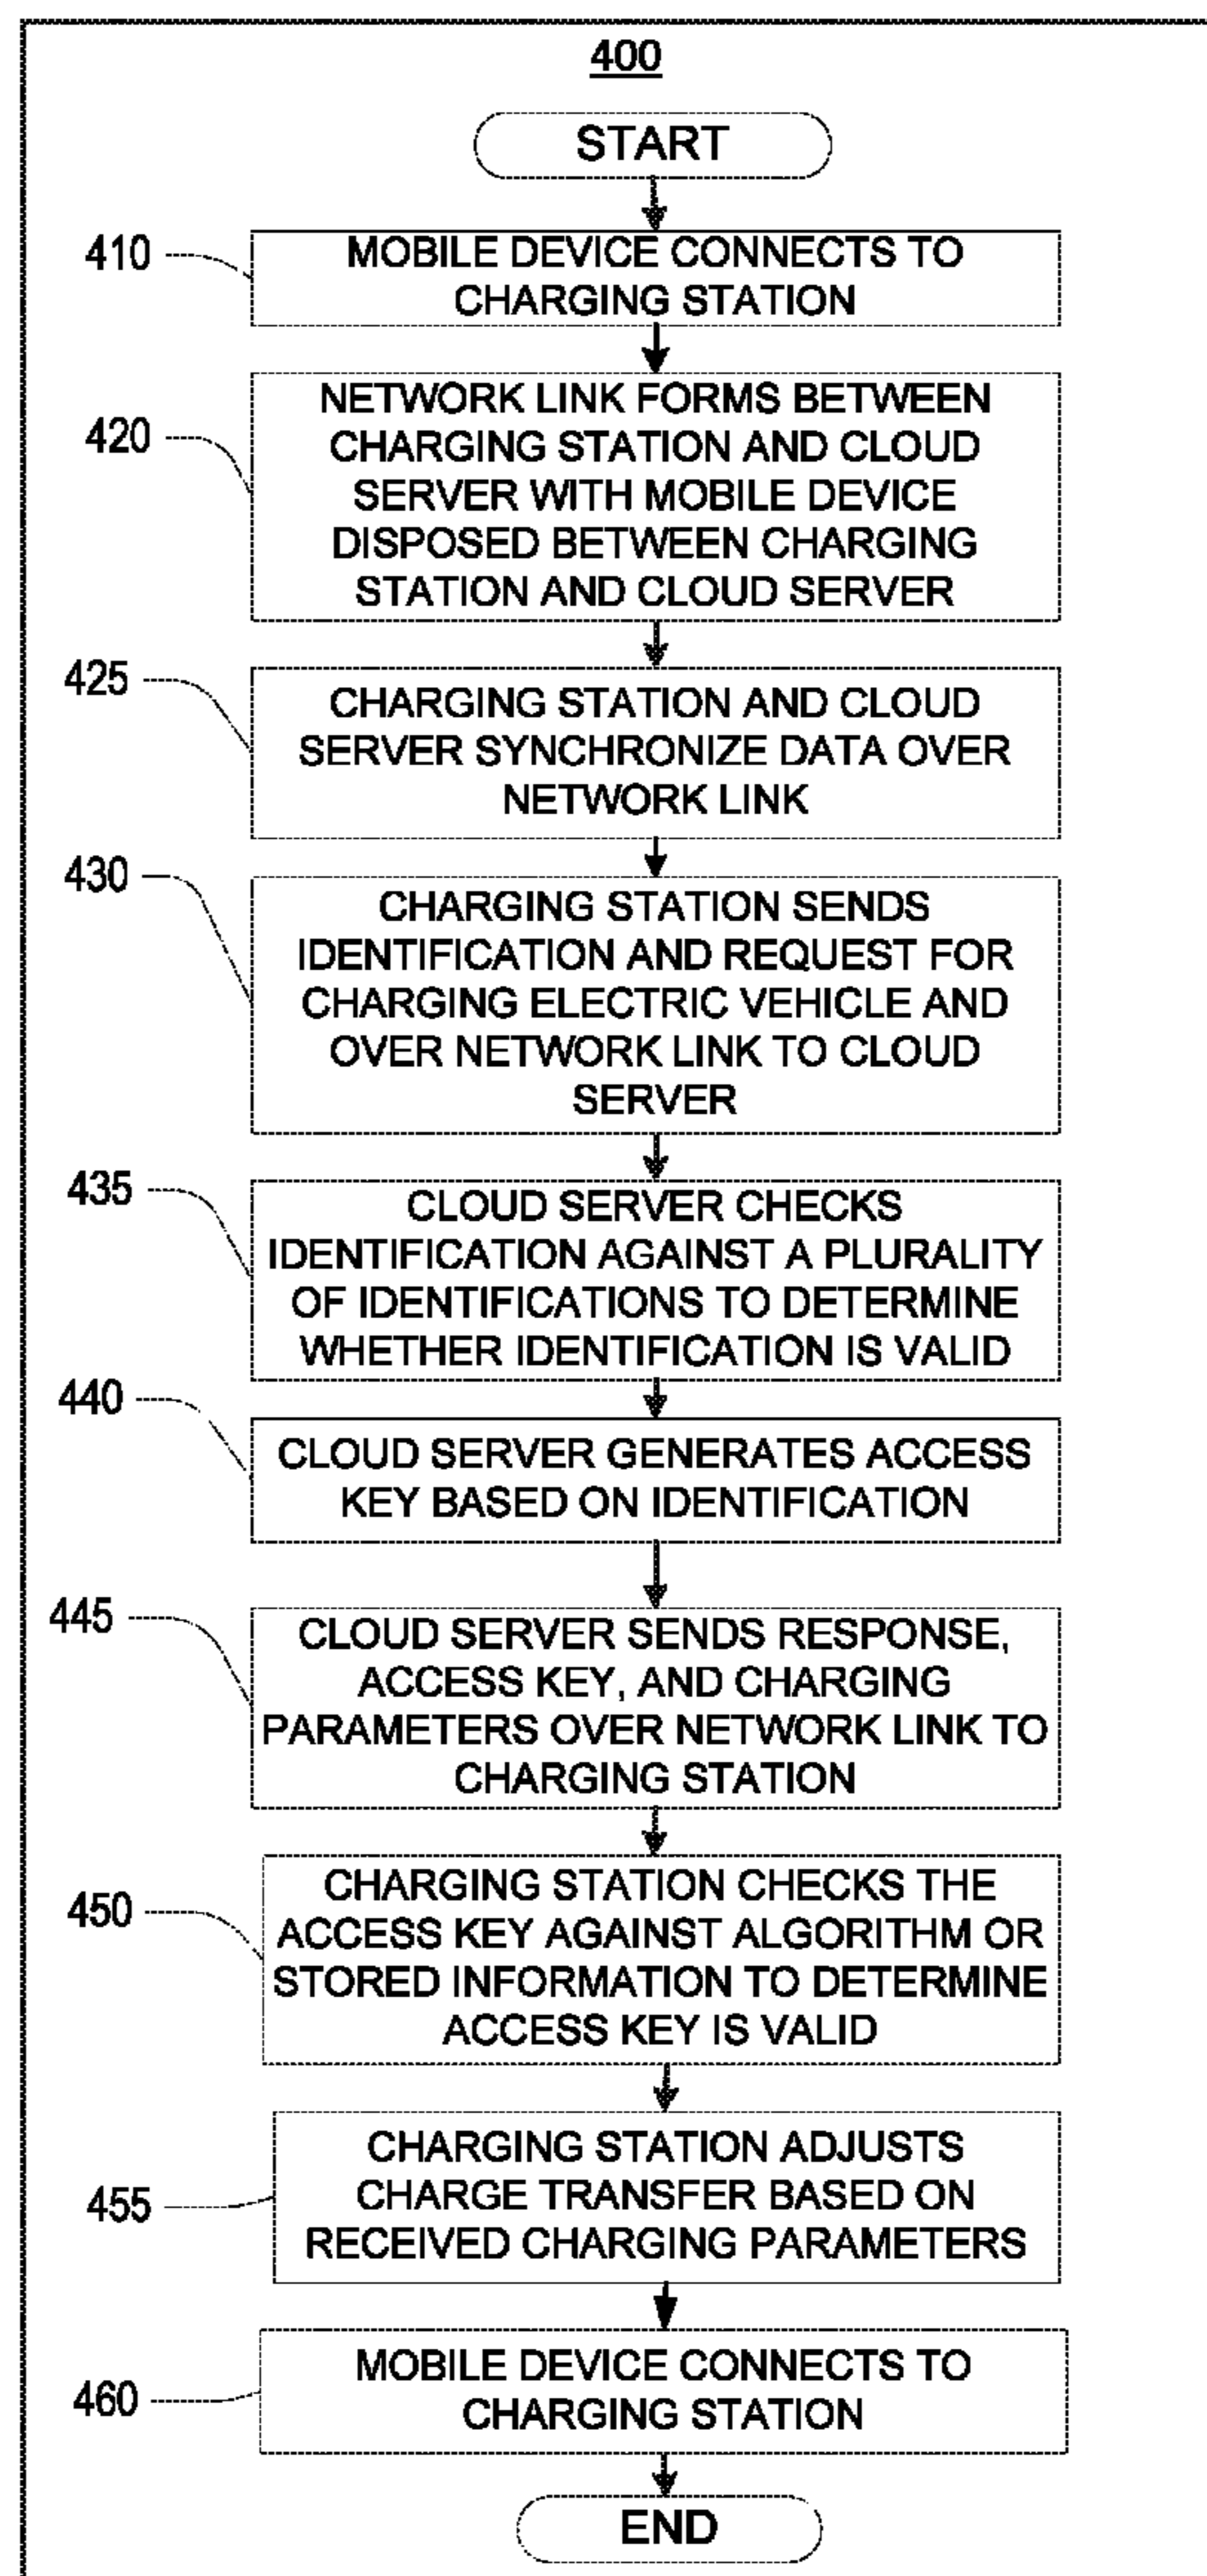 400
START
410
MOBILE DEVICE CONNECTS TO
CHARGING STATION
420
NETWORK LINK FORMS BETWEEN
CHARGING STATION AND CLOUD
SERVER WITH MOBILE DEVICE
DISPOSED BETWEEN CHARGING
STATION AND CLOUD SERVER
425
CHARGING STATION AND CLOUD
SERVER SYNCHRONIZE DATA OVER
NETWORK LINK
430
CHARGING STATION SENDS
IDENTIFICATION AND REQUEST FOR
CHARGING ELECTRIC VEHICLE AND
OVER NETWORK LINK TO CLOUD
SERVER
435
CLOUD SERVER CHECKS
IDENTIFICATION AGAINST A PLURALITY
OF IDENTIFICATIONS TO DETERMINE
WHETHER IDENTIFICATION IS VALID
440
CLOUD SERVER GENERATES ACCESS
KEY BASED ON IDENTIFICATION
445
CLOUD SERVER SENDS RESPONSE,
ACCESS KEY, AND CHARGING
PARAMETERS OVER NETWORK LINK TO
CHARGING STATION
450
CHARGING STATION CHECKS THE
ACCESS KEY AGAINST ALGORITHM OR
STORED INFORMATION TO DETERMINE
ACCESS KEY IS VALID
455
CHARGING STATION ADJUSTS
CHARGE TRANSFER BASED ON
RECEIVED CHARGING PARAMETERS
460
MOBILE DEVICE CONNECTS TO
CHARGING STATION
END